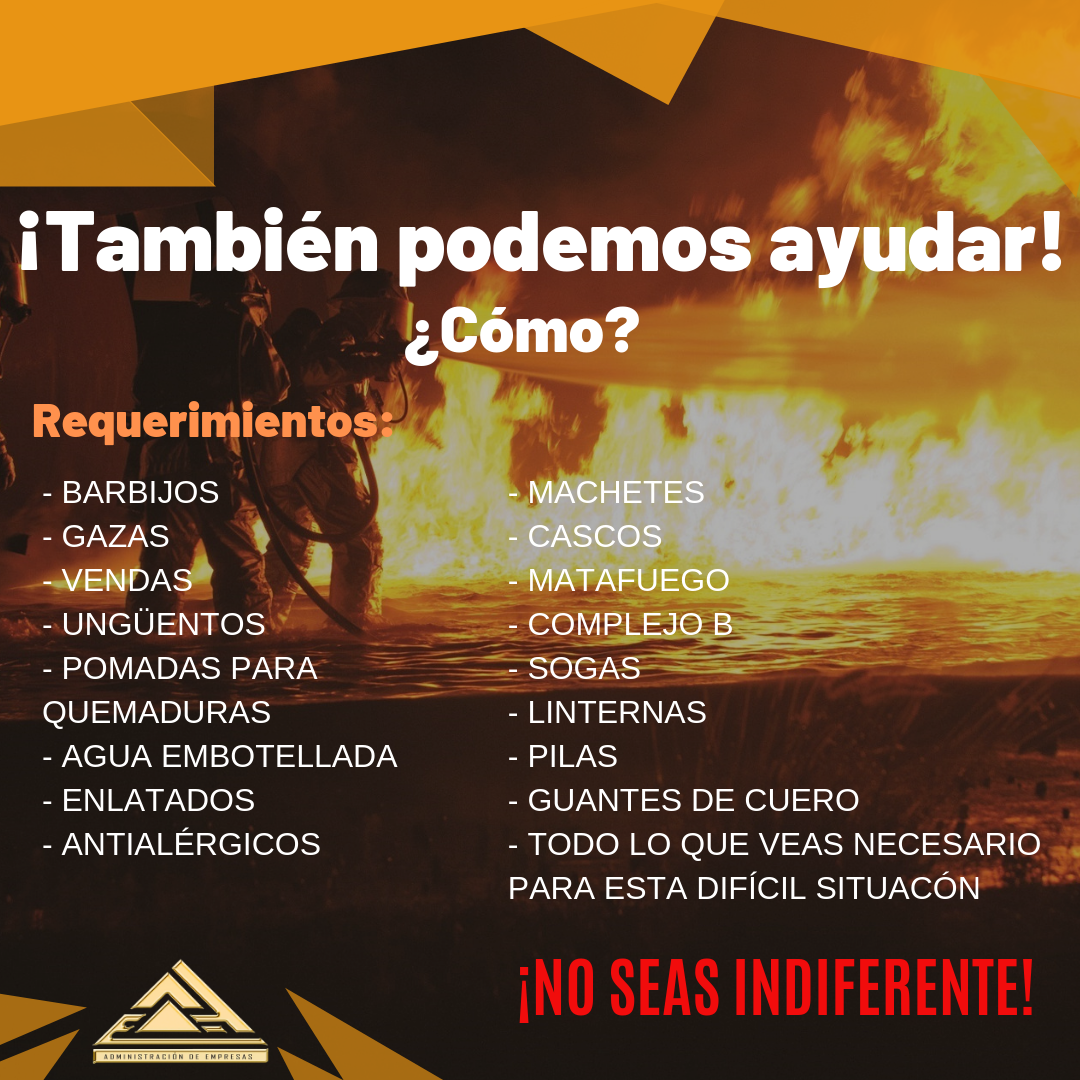 ¡También podemos ayudar!
¿Cómo?
Requerimientos:
- BARBIJOS
- GAZAS
- VENDAS
- UNGÜENTOS
- POMADAS PARA
QUEMADURAS
- AGUA EMBOTELLADA
- ENLATADOS
- ANTIALÉRGICOS
- MACHETES
- CASCOS
- MATAFUEGO
- COMPLEJO B
- SOGAS
- LINTERNAS
- PILAS
- GUANTES DE CUERO
- TODO LO QUE VEAS NECESARIO
PARA ESTA DIFÍCIL SITUACÓN
¡NO SEAS INDIFERENTE!
ADMINISTRACIÓN DE EMPRESAS